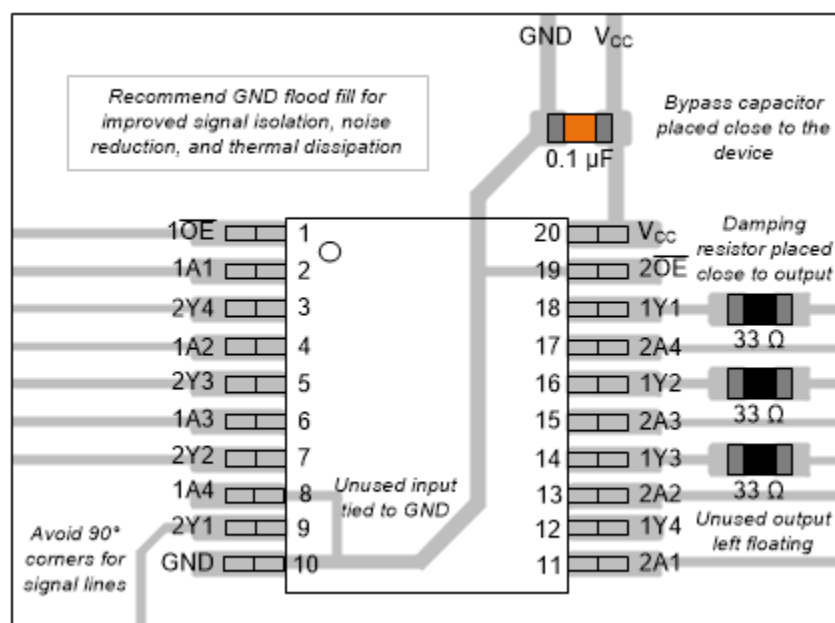 GND VCC
Recommend GND flood fill for
improved signal isolation, noise
reduction, and thermal dissipation
Bypass capacitor
placed close to the
device
0.1 µF
1O̅E̅ 1 20 VCC
Damping
resistor placed
close to output
1A1 2 19 2O̅E̅
2Y4 3 18 1Y1
33 Ω
1A2 4 17 2A4
2Y3 5 16 1Y2
33 Ω
1A3 6 15 2A3
2Y2 7 14 1Y3
33 Ω
1A4 8 13 2A2
Unused input
tied to GND
2Y1 9 12 1Y4
Unused output
left floating
Avoid 90°
corners for
signal lines
GND 10 11 2A1